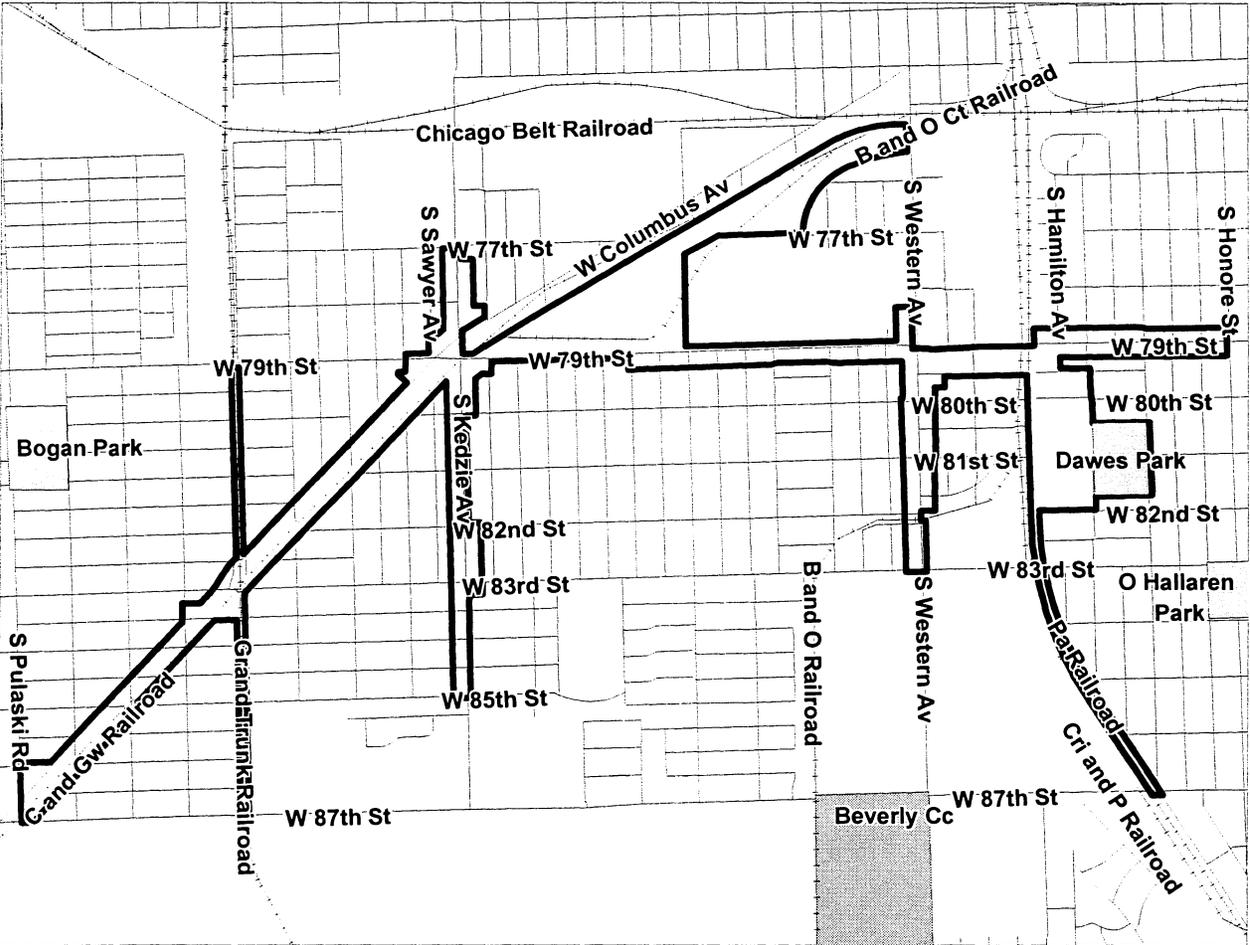 B and O Ct Railroad
Chicago Belt Railroad
S Sawyer Av
W 77th St
W Columbus Av
W 77th St
S Western Av
S Hamilton Av
S Honore St
W 79th St
W 79th St
W 79th St
Bogan Park
S Kedzie Av
W 80th St
W 80th St
W 81st St
Dawes Park
W 82nd St
W 82nd St
W 83rd St
W 83rd St
O Hallaren
Park
S Pulaski Rd
C and Gw Railroad
Grand Trunk Railroad
W 85th St
B and O Railroad
S Western Av
Pa Railroad
Cri and P Railroad
W 87th St
W 87th St
Beverly Cc